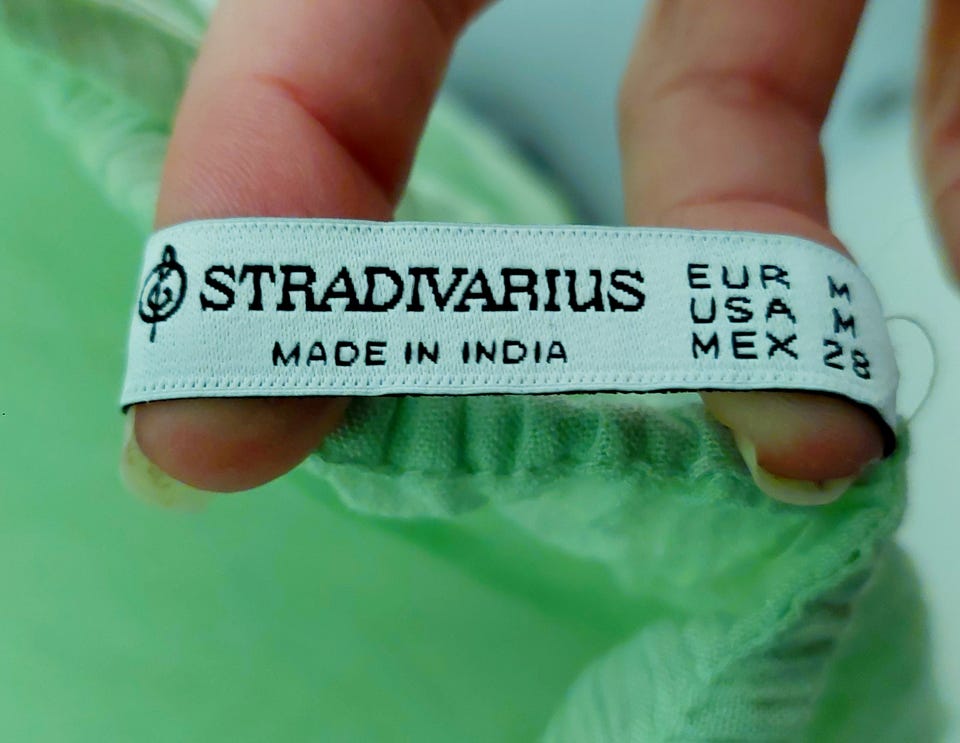 STRADIVARIUS
MADE IN INDIA
EUR M
USA M
MEX 28